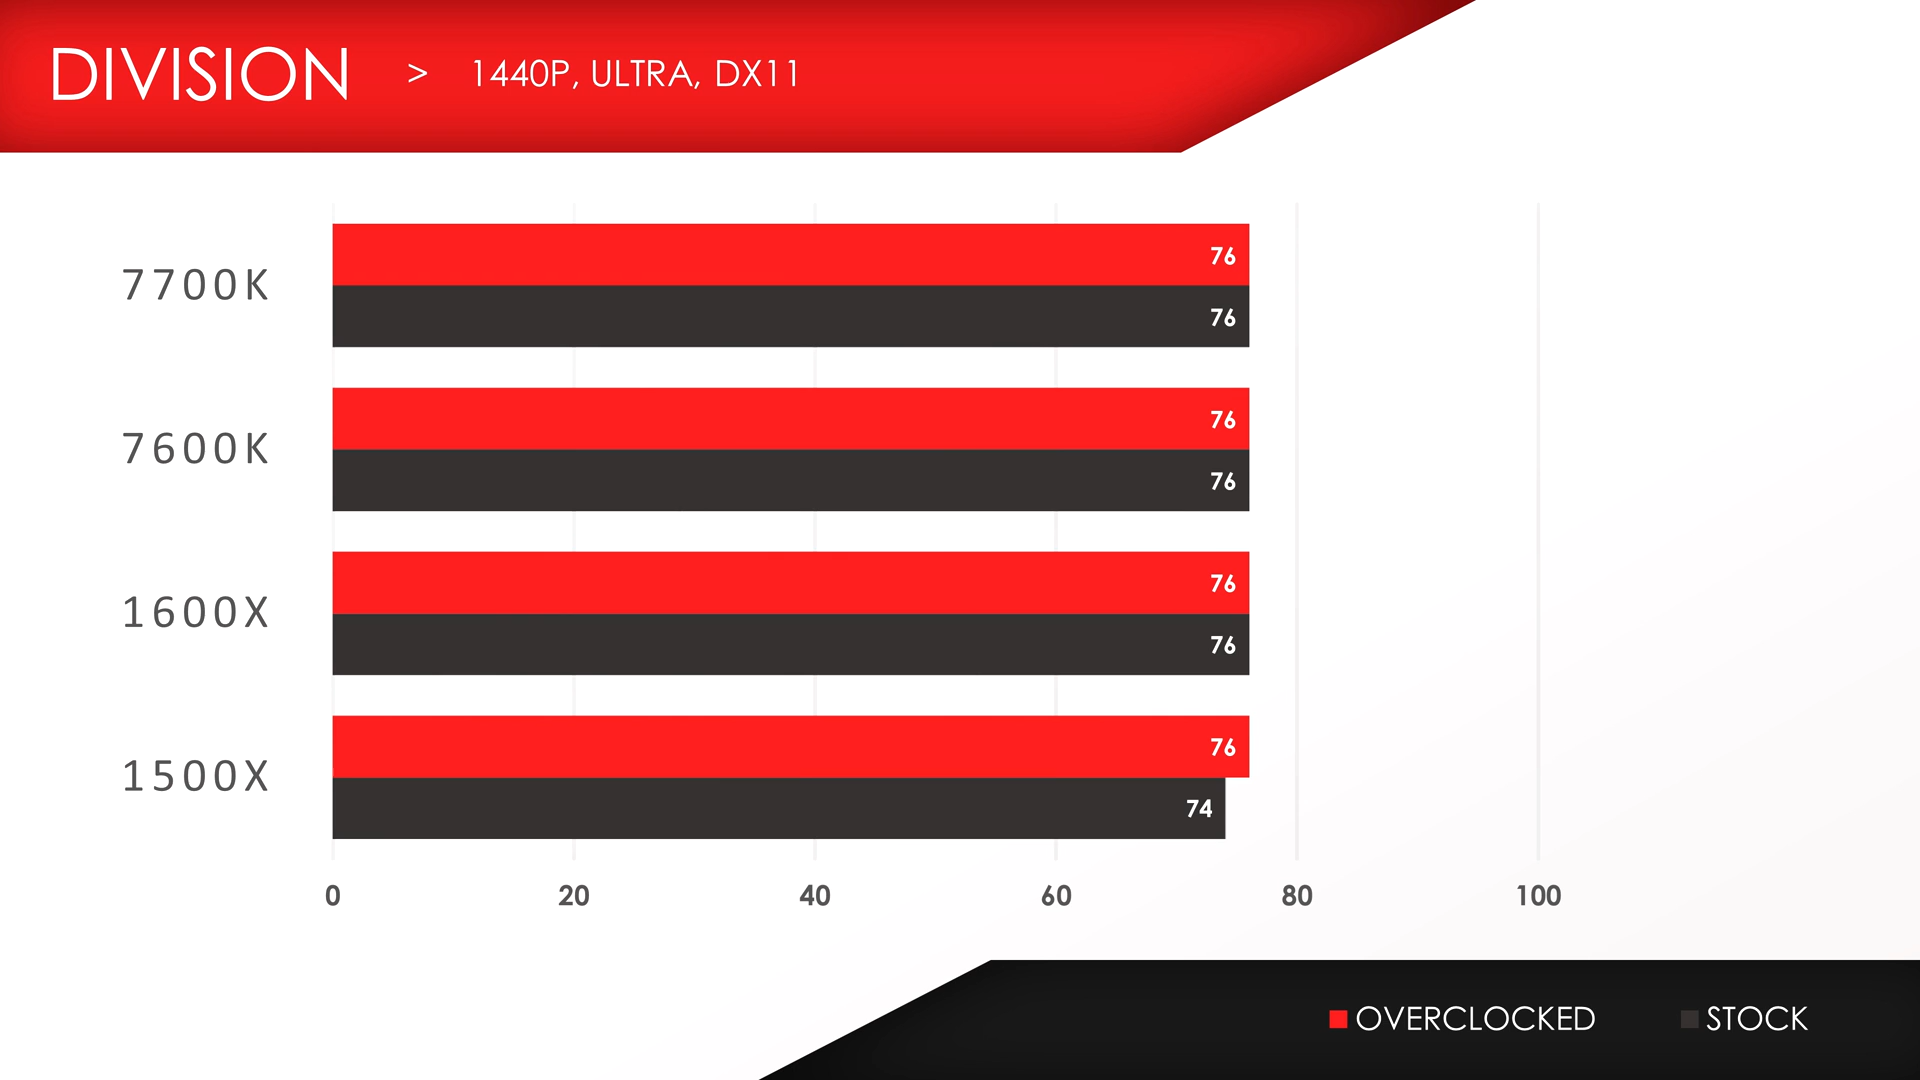 DIVISION > 1440P, ULTRA, DX11
7700K
76
76
7600K
76
76
1600X
76
76
1500X
76
74
0 20 40 60 80 100
OVERCLOCKED STOCK